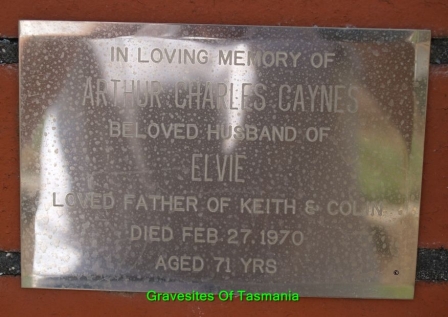 IN LOVING MEMORY OF
ARTHUR CHARLES CAYNES
BELOVED HUSBAND OF
ELVIE
LOVED FATHER OF KEITH & COLIN
DIED FEB. 27. 1970
AGED 71 YRS
Gravesites Of Tasmania